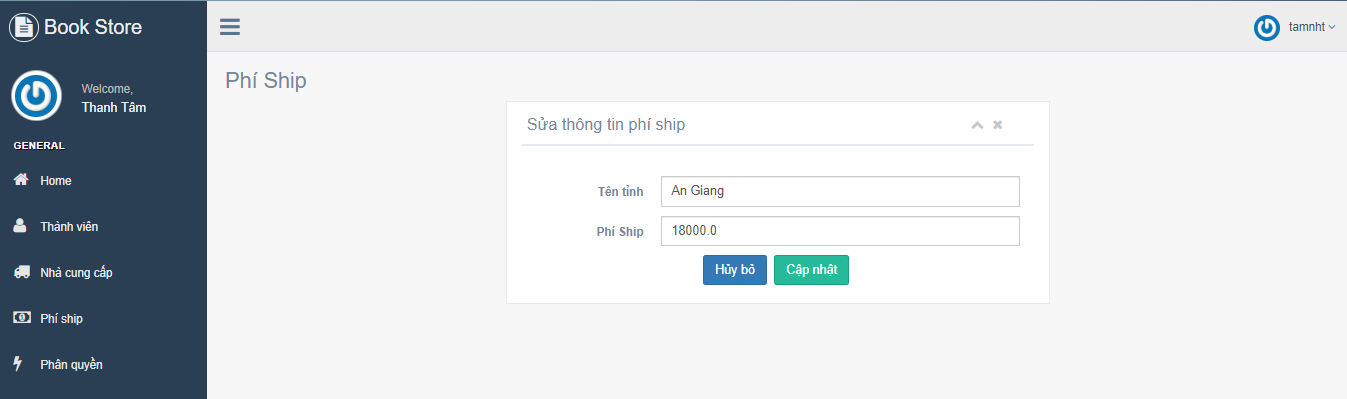 Book Store
tamnht
Welcome,
Thanh Tâm
GENERAL
Home
Thành viên
Nhà cung cấp
Phí ship
Phân quyền
Phí Ship
Sửa thông tin phí ship
Tên tỉnh An Giang
Phí Ship 18000.0
Hủy bỏ Cập nhật